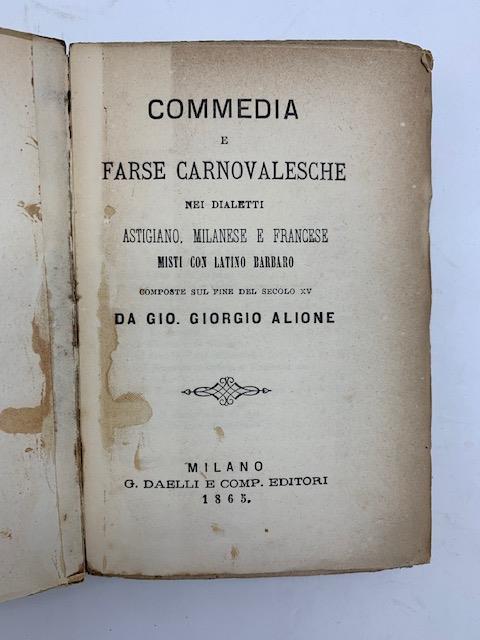 COMMEDIA
E
FARSE CARNOVALESCHE
NEI DIALETTI
ASTIGIANO, MILANESE E FRANCESE
MISTI CON LATINO BARBARO
COMPOSTE SUL FINE DEL SECOLO XV
DA GIO. GIORGIO ALIONE
MILANO
G. DAELLI E COMP. EDITORI
1865.